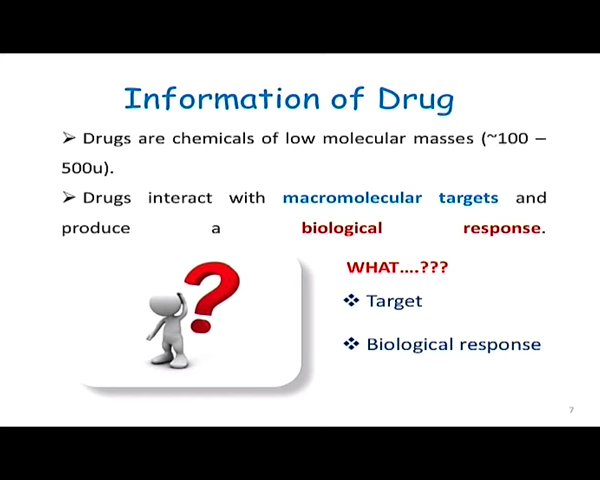 Information of Drug
➢ Drugs are chemicals of low molecular masses (~100 –
500u).
➢ Drugs interact with macromolecular targets and
produce a biological response.
WHAT....???
❖ Target
❖ Biological response
7